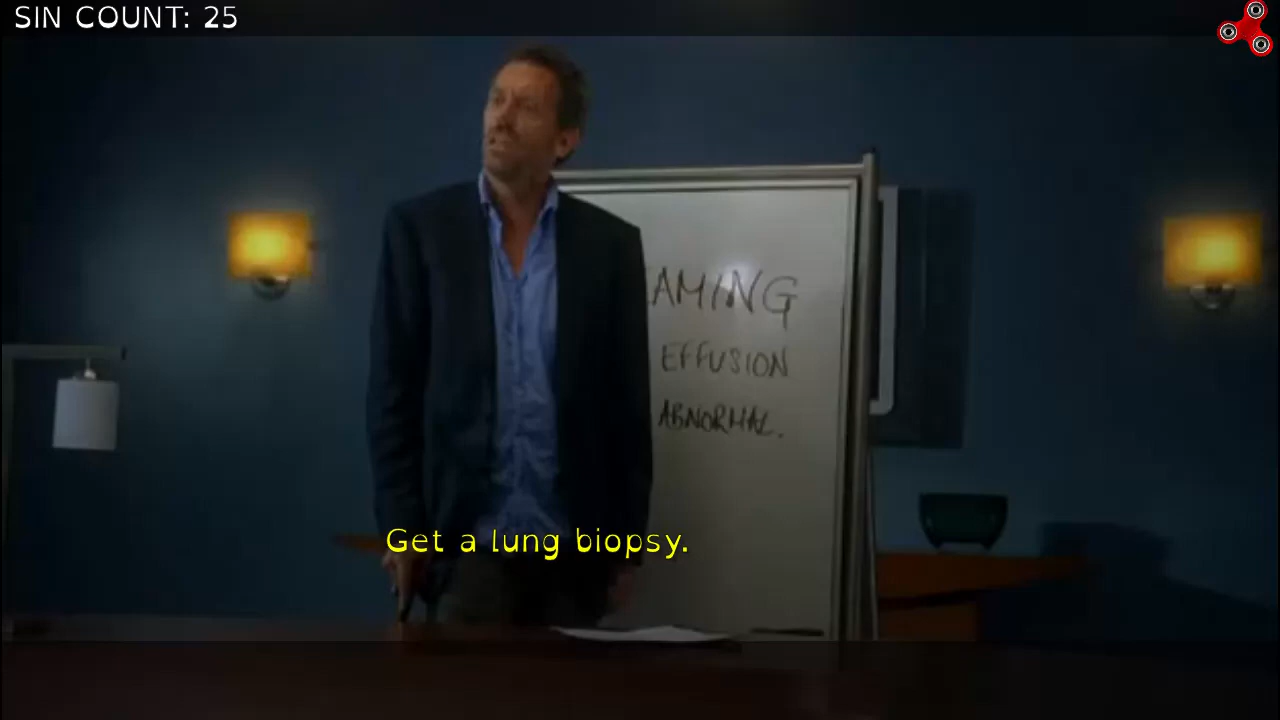 SIN COUNT: 25
AMING
EFFUSION
ABNORMAL.
Get a lung biopsy.